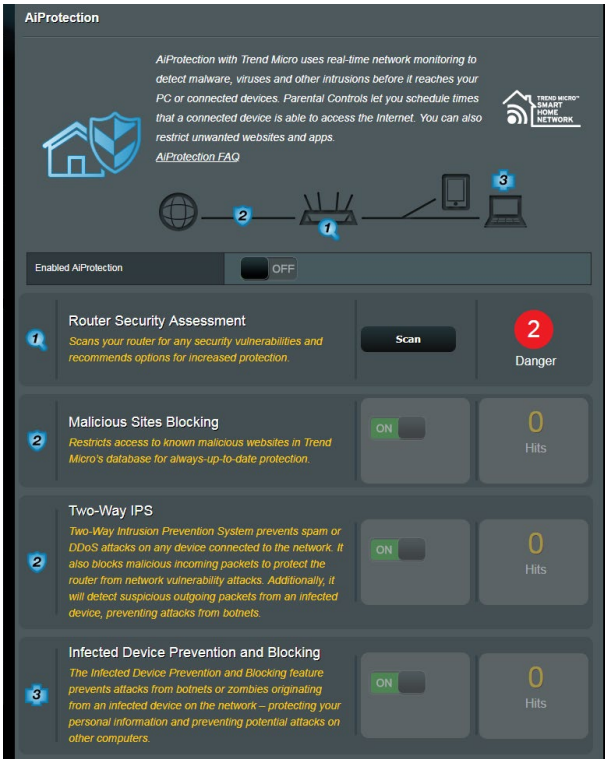 AiProtection
AiProtection with Trend Micro uses real-time network monitoring to
detect malware, viruses and other intrusions before it reaches your
PC or connected devices. Parental Controls let you schedule times
that a connected device is able to access the Internet. You can also
restrict unwanted websites and apps.
AiProtection FAQ
TREND MICRO™
SMART
HOME
NETWORK
3
2
1
Enabled AiProtection
OFF
1
Router Security Assessment
Scans your router for any security vulnerabilities and
recommends options for increased protection.
Scan
2
Danger
2
Malicious Sites Blocking
Restricts access to known malicious websites in Trend
Micro's database for always-up-to-date protection.
ON
0
Hits
2
Two-Way IPS
Two-Way Intrusion Prevention System prevents spam or
DDoS attacks on any device connected to the network. It
also blocks malicious incoming packets to protect the
router from network vulnerability attacks. Additionally, it
will detect suspicious outgoing packets from an infected
device, preventing attacks from botnets.
ON
0
Hits
3
Infected Device Prevention and Blocking
The Infected Device Prevention and Blocking feature
prevents attacks from botnets or zombies originating
from an infected device on the network – protecting your
personal information and preventing potential attacks on
other computers.
ON
0
Hits